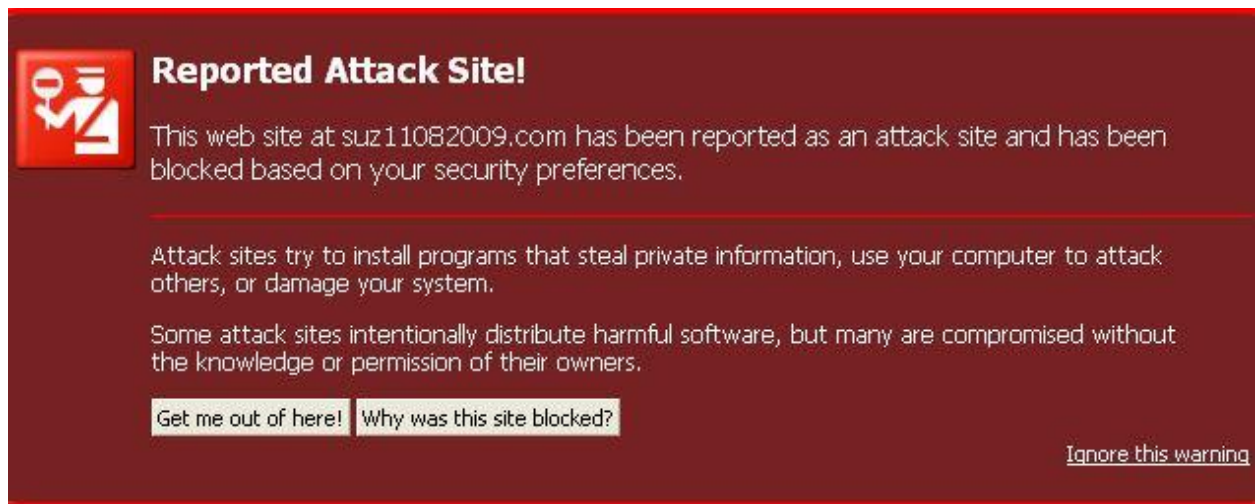 Reported Attack Site!
This web site at suz11082009.com has been reported as an attack site and has been
blocked based on your security preferences.
Attack sites try to install programs that steal private information, use your computer to attack
others, or damage your system.
Some attack sites intentionally distribute harmful software, but many are compromised without
the knowledge or permission of their owners.
Get me out of here! Why was this site blocked?
Ignore this warning